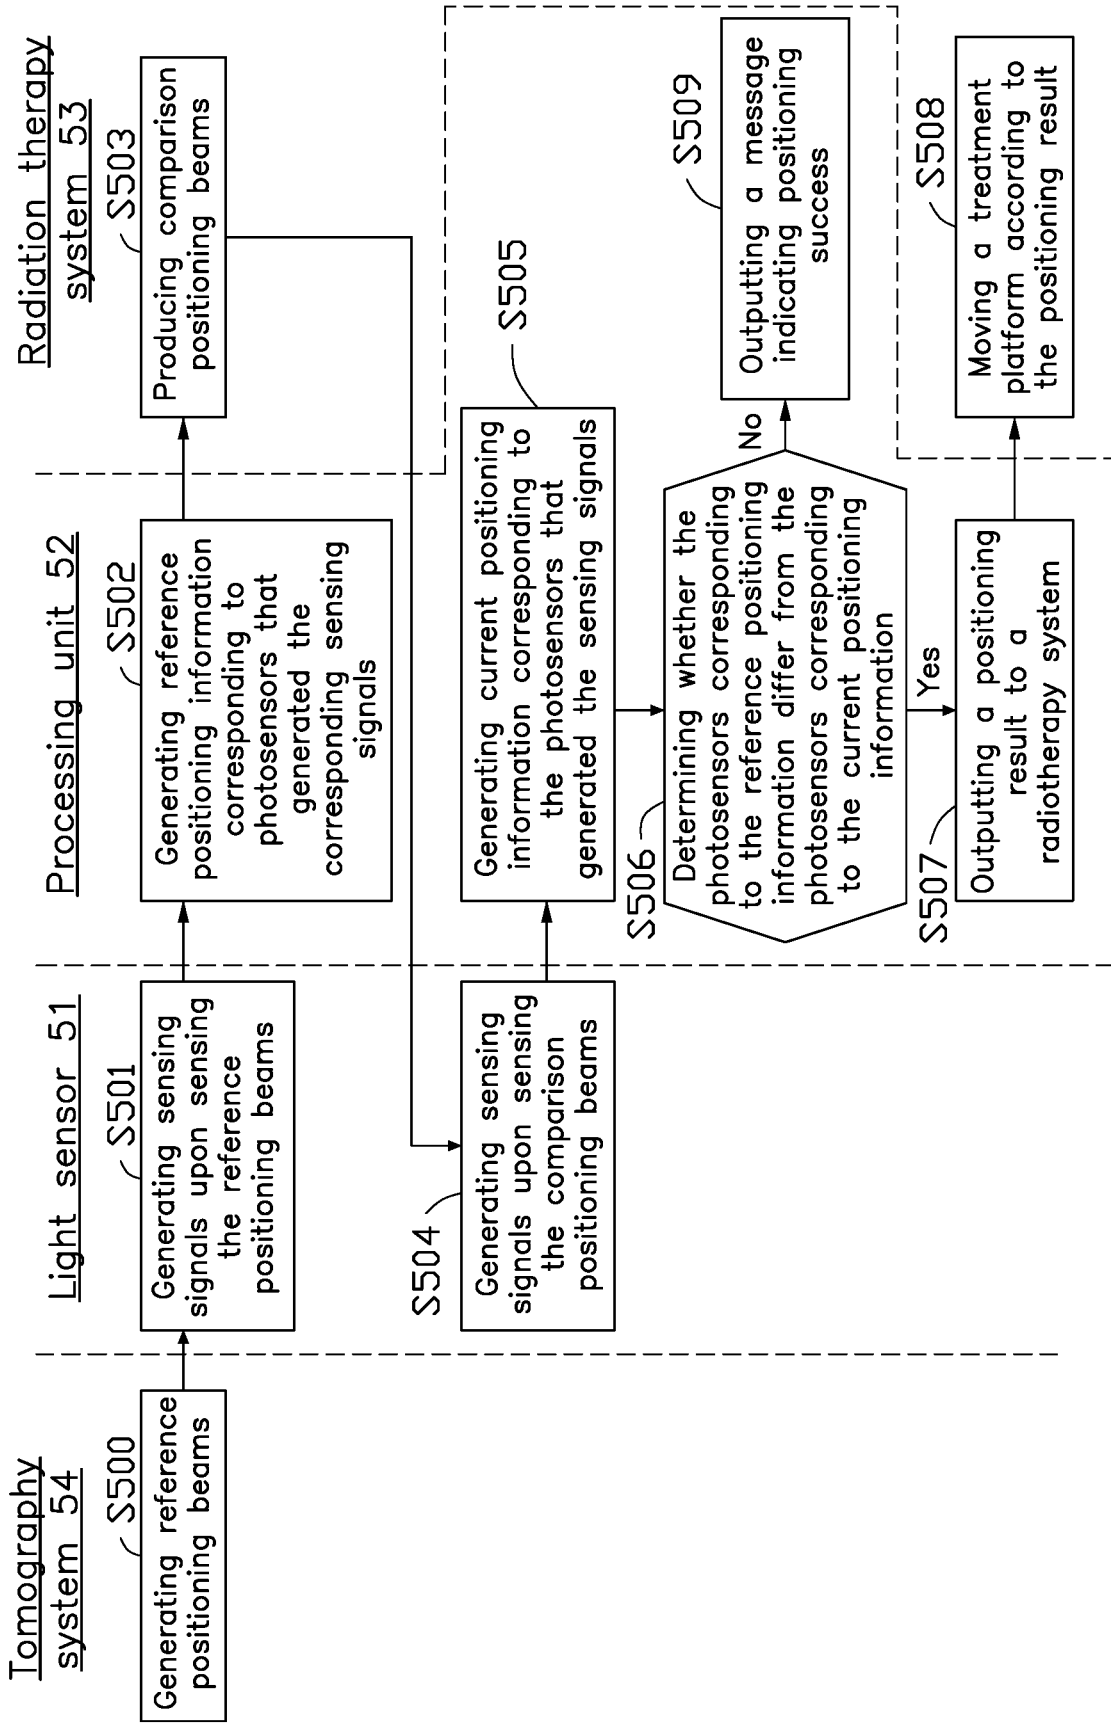 Tomography
system 54
Light sensor 51
Processing unit 52
Radiation therapy
system 53
S500
Generating reference
positioning beams
S501
Generating sensing
signals upon sensing
the reference
positioning beams
S502
Generating reference
positioning information
corresponding to
photosensors that
generated the
corresponding sensing
signals
S503
Producing comparison
positioning beams
S504
Generating sensing
signals upon sensing
the comparison
positioning beams
S505
Generating current positioning
information corresponding to
the photosensors that
generated the sensing signals
S506
Determining whether the
photosensors corresponding
to the reference positioning
information differ from the
photosensors corresponding
to the current positioning
information
No
S509
Outputting a message
indicating positioning
success
Yes
S507
Outputting a positioning
result to a
radiotherapy system
S508
Moving a treatment
platform according to
the positioning result